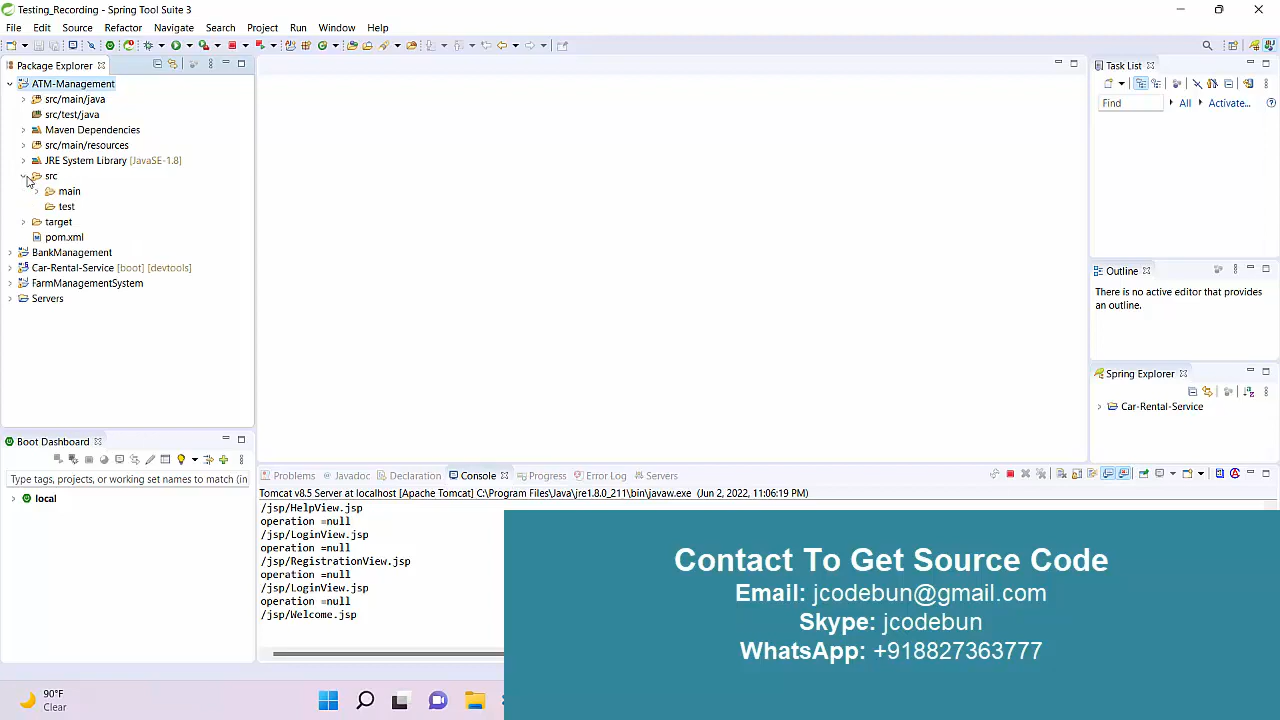 Testing_Recording - Spring Tool Suite 3
File Edit Source Refactor Navigate Search Project Run Window Help
Package Explorer
ATM-Management
src/main/java
src/test/java
Maven Dependencies
src/main/resources
JRE System Library [JavaSE-1.8]
src
main
test
target
pom.xml
BankManagement
Car-Rental-Service [boot] [devtools]
FarmManagementSystem
Servers
Task List
Find All Activate...
Outline
There is no active editor that provides
an outline.
Spring Explorer
Car-Rental-Service
Boot Dashboard
Type tags, projects, or working set names to match (in
local
Problems Javadoc Declaration Console Progress Error Log Servers
Tomcat v8.5 Server at localhost [Apache Tomcat] C:\Program Files\Java\jre1.8.0_211\bin\javaw.exe (Jun 2, 2022, 11:06:19 PM)
/jsp/HelpView.jsp
operation =null
/jsp/LoginView.jsp
operation =null
/jsp/RegistrationView.jsp
operation =null
/jsp/LoginView.jsp
operation =null
/jsp/Welcome.jsp
Contact To Get Source Code
Email: jcodebun@gmail.com
Skype: jcodebun
WhatsApp: +918827363777
90°F
Clear